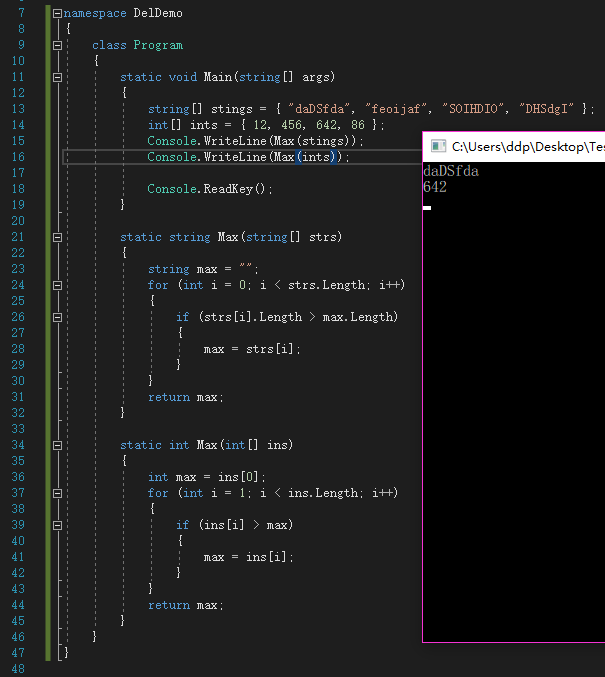 7 namespace DelDemo
8 {
9 class Program
10 {
11 static void Main(string[] args)
12 {
13 string[] stings = { "daDSfda", "feoijaf", "SOIHDIO", "DHSdgI" };
14 int[] ints = { 12, 456, 642, 86 };
15 Console.WriteLine(Max(stings));
16 Console.WriteLine(Max(ints));
17
18 Console.ReadKey();
19 }
20
21 static string Max(string[] strs)
22 {
23 string max = "";
24 for (int i = 0; i < strs.Length; i++)
25 {
26 if (strs[i].Length > max.Length)
27 {
28 max = strs[i];
29 }
30 }
31 return max;
32 }
33
34 static int Max(int[] ins)
35 {
36 int max = ins[0];
37 for (int i = 1; i < ins.Length; i++)
38 {
39 if (ins[i] > max)
40 {
41 max = ins[i];
42 }
43 }
44 return max;
45 }
46 }
47 }
48
C:\Users\ddp\Desktop\Tes
daDSfda
642